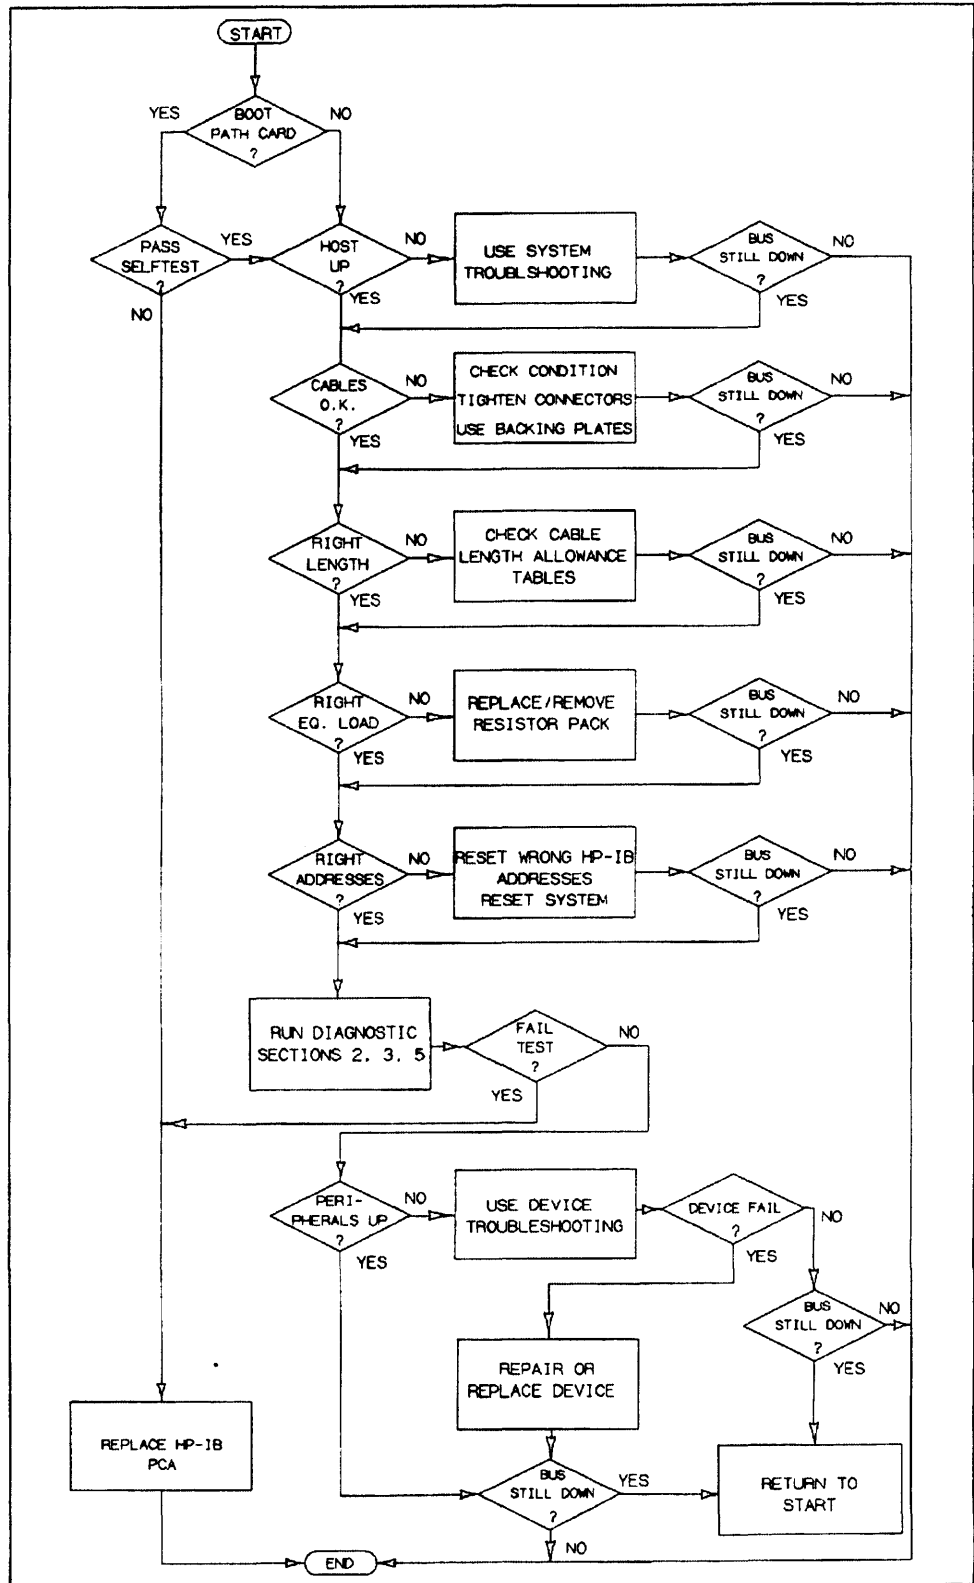 START
BOOT
PATH CARD
?
YES
NO
PASS
SELFTEST
?
YES
NO
HOST
UP
?
NO
YES
USE SYSTEM
TROUBLSHOOTING
BUS
STILL DOWN
?
NO
YES
CABLES
O.K.
?
NO
YES
CHECK CONDITION
TIGHTEN CONNECTORS
USE BACKING PLATES
BUS
STILL DOWN
?
NO
YES
RIGHT
LENGTH
?
NO
YES
CHECK CABLE
LENGTH ALLOWANCE
TABLES
BUS
STILL DOWN
?
NO
YES
RIGHT
EQ. LOAD
?
NO
YES
REPLACE/REMOVE
RESISTOR PACK
BUS
STILL DOWN
?
NO
YES
RIGHT
ADDRESSES
?
NO
YES
RESET WRONG HP-IB
ADDRESSES
RESET SYSTEM
BUS
STILL DOWN
?
NO
YES
RUN DIAGNOSTIC
SECTIONS 2, 3, 5
FAIL
TEST
?
NO
YES
PERI-
PHERALS UP
?
NO
YES
USE DEVICE
TROUBLESHOOTING
DEVICE FAIL
?
NO
YES
BUS
STILL DOWN
?
NO
YES
REPAIR OR
REPLACE DEVICE
REPLACE HP-IB
PCA
BUS
STILL DOWN
?
YES
NO
RETURN TO
START
END